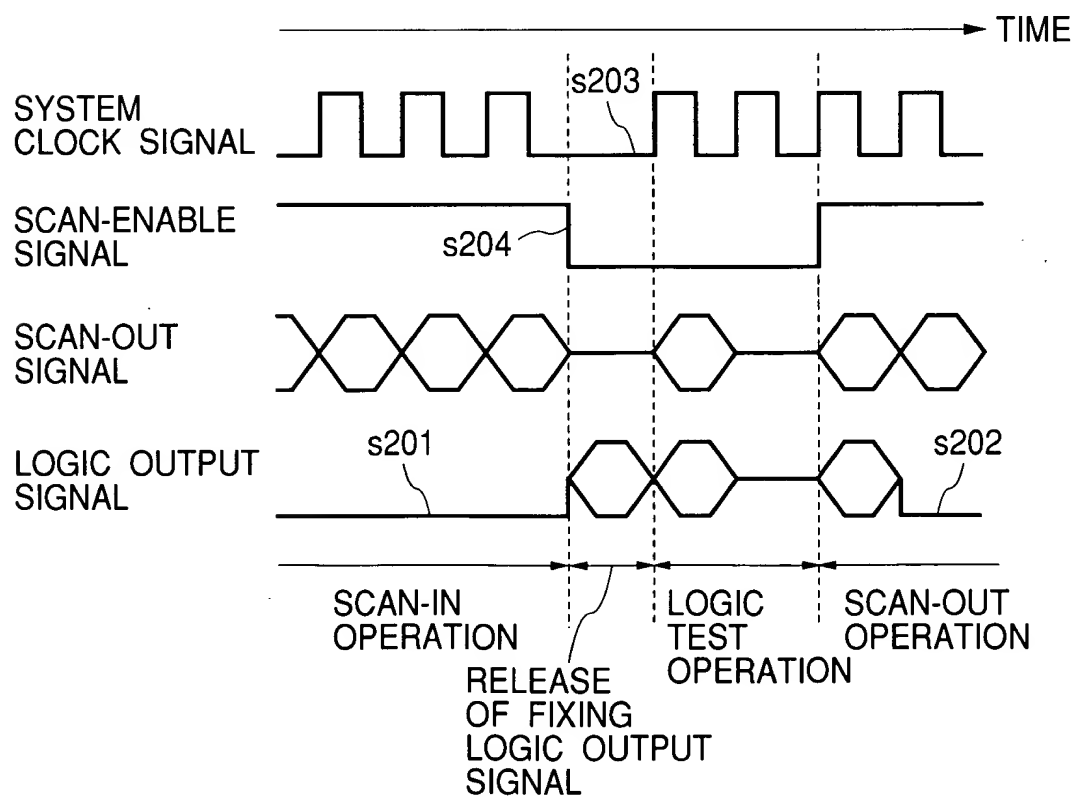 TIME
s203
SYSTEM
CLOCK SIGNAL
SCAN-ENABLE
SIGNAL
s204
SCAN-OUT
SIGNAL
s201
s202
LOGIC OUTPUT
SIGNAL
SCAN-IN
OPERATION
LOGIC
TEST
OPERATION
SCAN-OUT
OPERATION
RELEASE
OF FIXING
LOGIC OUTPUT
SIGNAL